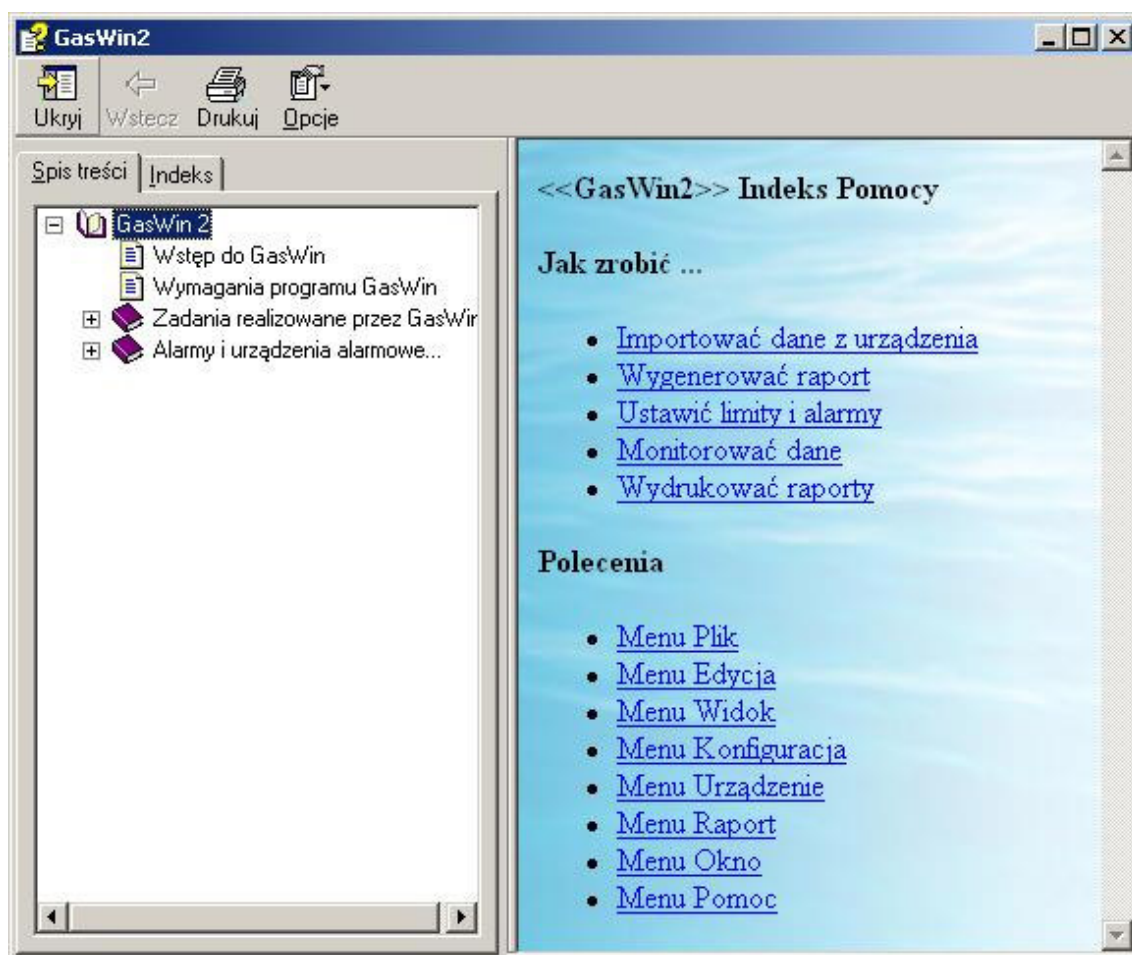 GasWin2
Ukryj Wstecz Drukuj Opcje
Spis treści Indeks
GasWin 2
Wstęp do GasWin
Wymagania programu GasWin
Zadania realizowane przez GasWin
Alarmy i urządzenia alarmowe...
<<GasWin2>> Indeks Pomocy
Jak zrobić ...
Importować dane z urządzenia
Wygenerować raport
Ustawić limity i alarmy
Monitorować dane
Wydrukować raporty
Polecenia
Menu Plik
Menu Edycja
Menu Widok
Menu Konfiguracja
Menu Urządzenie
Menu Raport
Menu Okno
Menu Pomoc